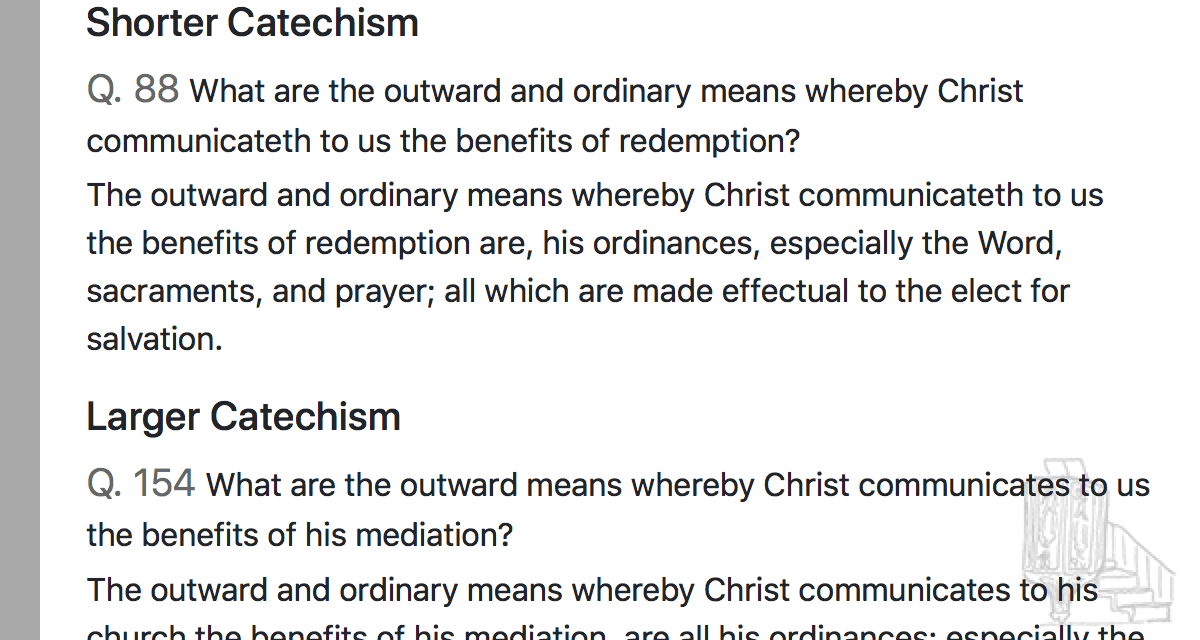 Shorter Catechism
Q. 88 What are the outward and ordinary means whereby Christ
communicateth to us the benefits of redemption?
The outward and ordinary means whereby Christ communicateth to us
the benefits of redemption are, his ordinances, especially the Word,
sacraments, and prayer; all which are made effectual to the elect for
salvation.
Larger Catechism
Q. 154 What are the outward means whereby Christ communicates to us
the benefits of his mediation?
The outward and ordinary means whereby Christ communicates to his
church the benefits of his mediation, are all his ordinances; especially the